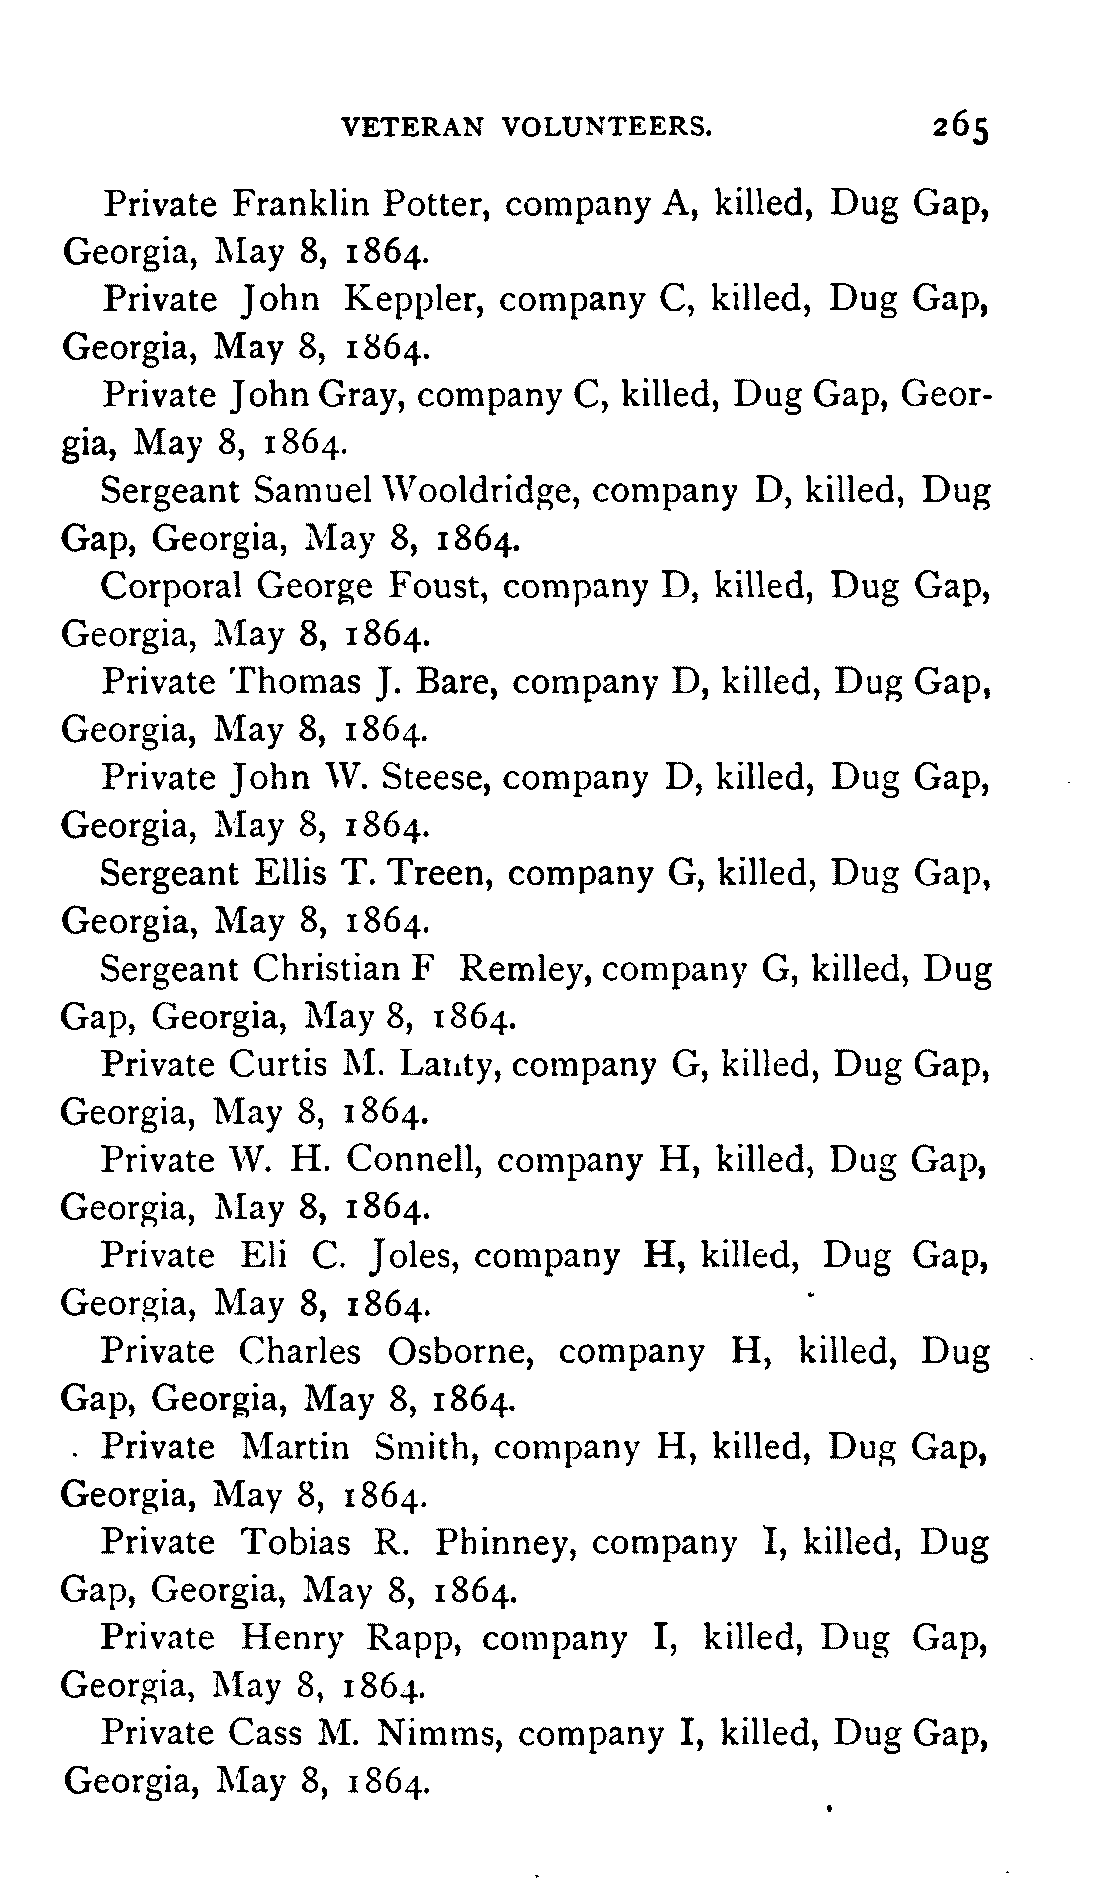 VETERAN VOLUNTEERS. 265
Private Franklin Potter, company A, killed, Dug Gap,
Georgia, May 8, 1864.
Private John Keppler, company C, killed, Dug Gap,
Georgia, May 8, 1864.
Private John Gray, company C, killed, Dug Gap, Geor-
gia, May 8, 1864.
Sergeant Samuel Wooldridge, company D, killed, Dug
Gap, Georgia, May 8, 1864.
Corporal George Foust, company D, killed, Dug Gap,
Georgia, May 8, 1864.
Private Thomas J. Bare, company D, killed, Dug Gap,
Georgia, May 8, 1864.
Private John W. Steese, company D, killed, Dug Gap,
Georgia, May 8, 1864.
Sergeant Ellis T. Treen, company G, killed, Dug Gap,
Georgia, May 8, 1864.
Sergeant Christian F Remley, company G, killed, Dug
Gap, Georgia, May 8, 1864.
Private Curtis M. Lanty, company G, killed, Dug Gap,
Georgia, May 8, 1864.
Private W. H. Connell, company H, killed, Dug Gap,
Georgia, May 8, 1864.
Private Eli C. Joles, company H, killed, Dug Gap,
Georgia, May 8, 1864.
Private Charles Osborne, company H, killed, Dug
Gap, Georgia, May 8, 1864.
Private Martin Smith, company H, killed, Dug Gap,
Georgia, May 8, 1864.
Private Tobias R. Phinney, company I, killed, Dug
Gap, Georgia, May 8, 1864.
Private Henry Rapp, company I, killed, Dug Gap,
Georgia, May 8, 1864.
Private Cass M. Nimms, company I, killed, Dug Gap,
Georgia, May 8, 1864.